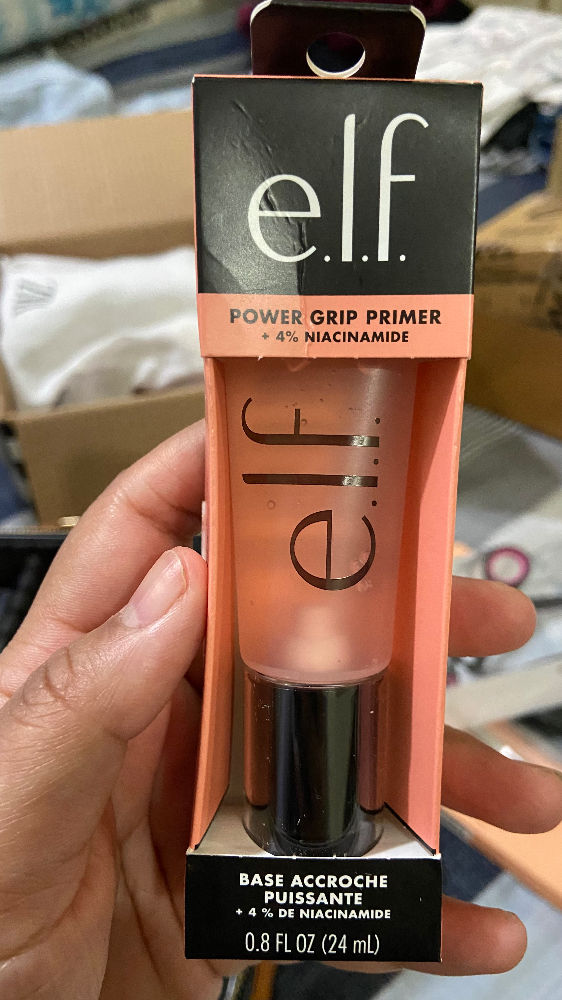 e.l.f.
POWER GRIP PRIMER
+ 4% NIACINAMIDE
e.l.f.
BASE ACCROCHE
PUISSANTE
+ 4 % DE NIACINAMIDE
0.8 FL OZ (24 mL)